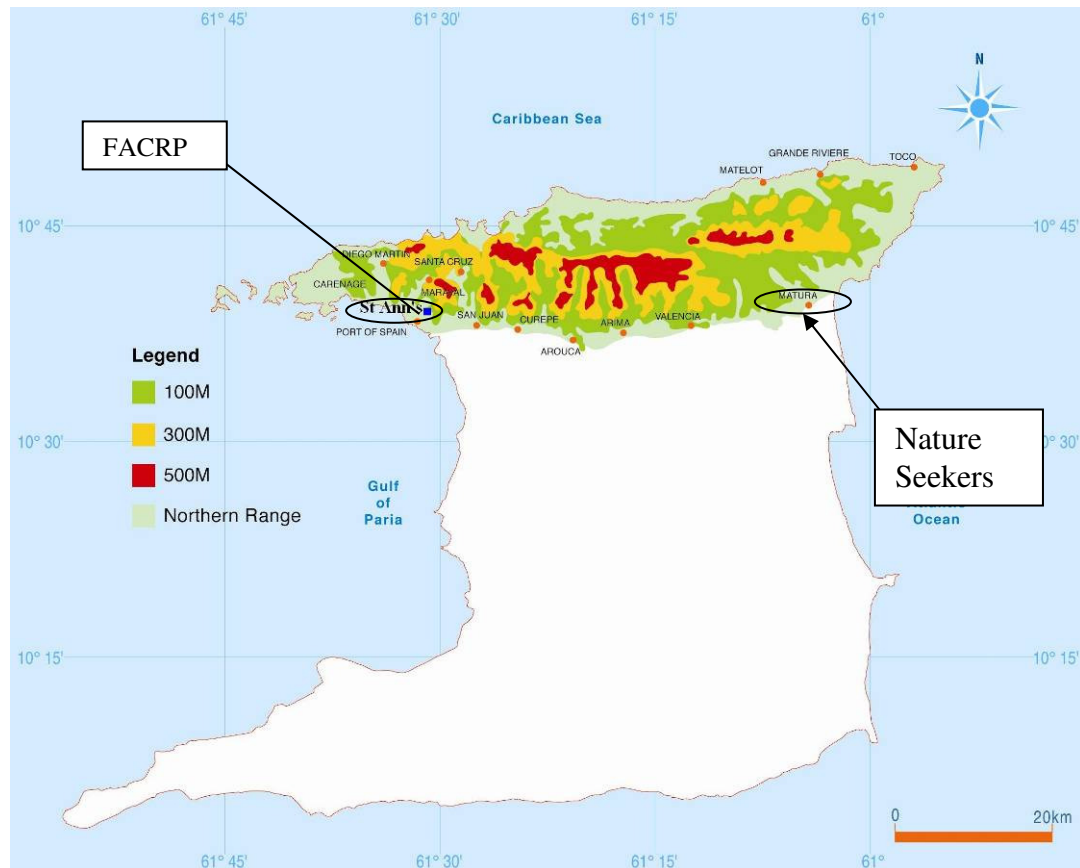 61° 45'
61° 30'
61° 15'
61°
N
Caribbean Sea
FACRP
GRANDE RIVIERE
TOCO
MATELOT
10° 45'
10° 45'
DIEGO MARTIN
SANTA CRUZ
CARENAGE
MARAVAL
St Ann's
MATURA
PORT OF SPAIN
SAN JUAN
CUREPE
ARIMA
VALENCIA
AROUCA
Legend
100M
300M
500M
Northern Range
10° 30'
° 30'
Nature
Seekers
Gulf
of
Paria
Ocean
10° 15'
10° 15'
0
20km
61° 45'
61° 30'
61° 15'
61°